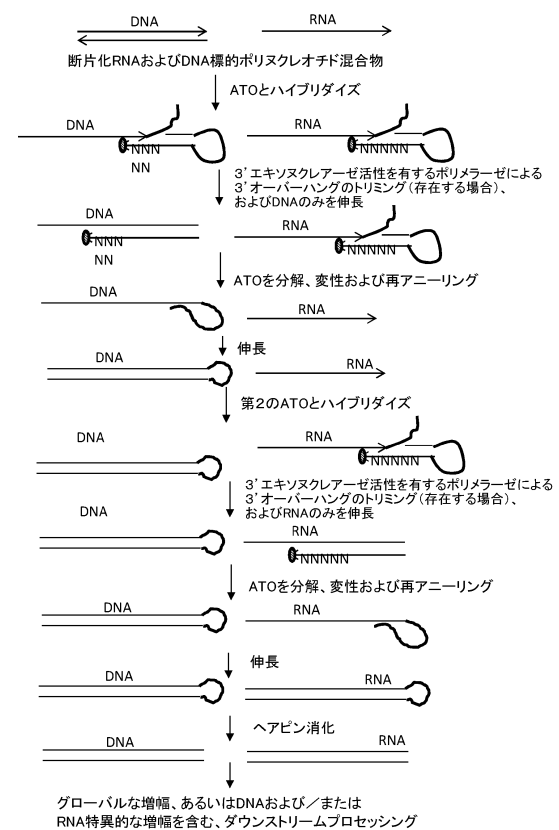 DNA
RNA
断片化RNAおよびDNA標的ポリヌクレオチド混合物
ATOとハイブリダイズ
DNA
NNN
NN
RNA
NNNNN
3'エキソヌクレアーゼ活性を有するポリメラーゼによる
3'オーバーハングのトリミング(存在する場合)、
およびDNAのみを伸長
DNA
NNN
NN
RNA
NNNNN
ATOを分解、変性および再アニーリング
DNA
RNA
伸長
DNA
RNA
第2のATOとハイブリダイズ
DNA
RNA
NNNNN
3'エキソヌクレアーゼ活性を有するポリメラーゼによる
3'オーバーハングのトリミング(存在する場合)、
およびRNAのみを伸長
DNA
RNA
NNNNN
ATOを分解、変性および再アニーリング
DNA
RNA
伸長
DNA
RNA
ヘアピン消化
DNA
RNA
グローバルな増幅、あるいはDNAおよび/または
RNA特異的な増幅を含む、ダウンストリームプロセッシング